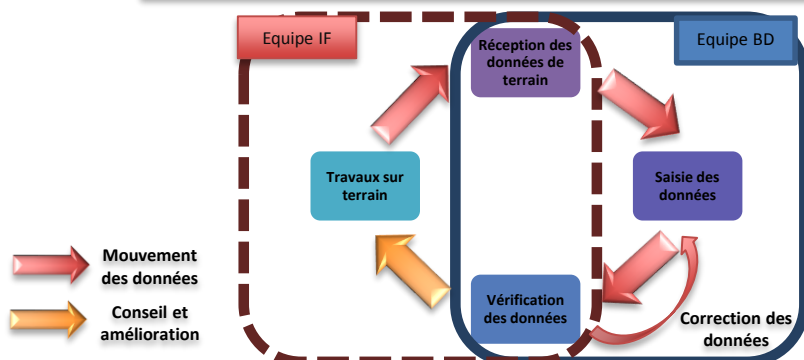 Equipe IF
Réception des
données de
terrain
Equipe BD
Travaux sur
terrain
Saisie des
données
Mouvement
des données
Conseil et
amélioration
Vérification
des données
Correction des
données